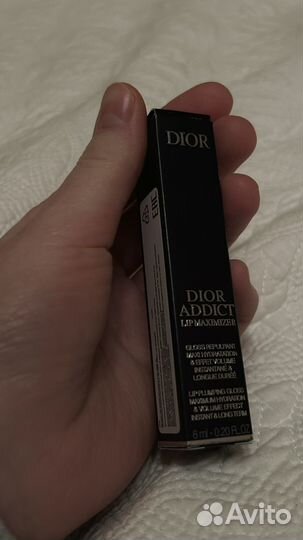 DIOR
DIOR
ADDICT
LIP MAXIMIZER
GLOSS REPULPANT
MAXI HYDRATATION
& EFFET VOLUME
INSTANTANÉ &
LONGUE DURÉE
LIP PLUMPING GLOSS
MAXIMUM HYDRATION
& VOLUME EFFECT
INSTANT & LONG TERM
6 ml - 0.20 FL. OZ
EAC
Avito